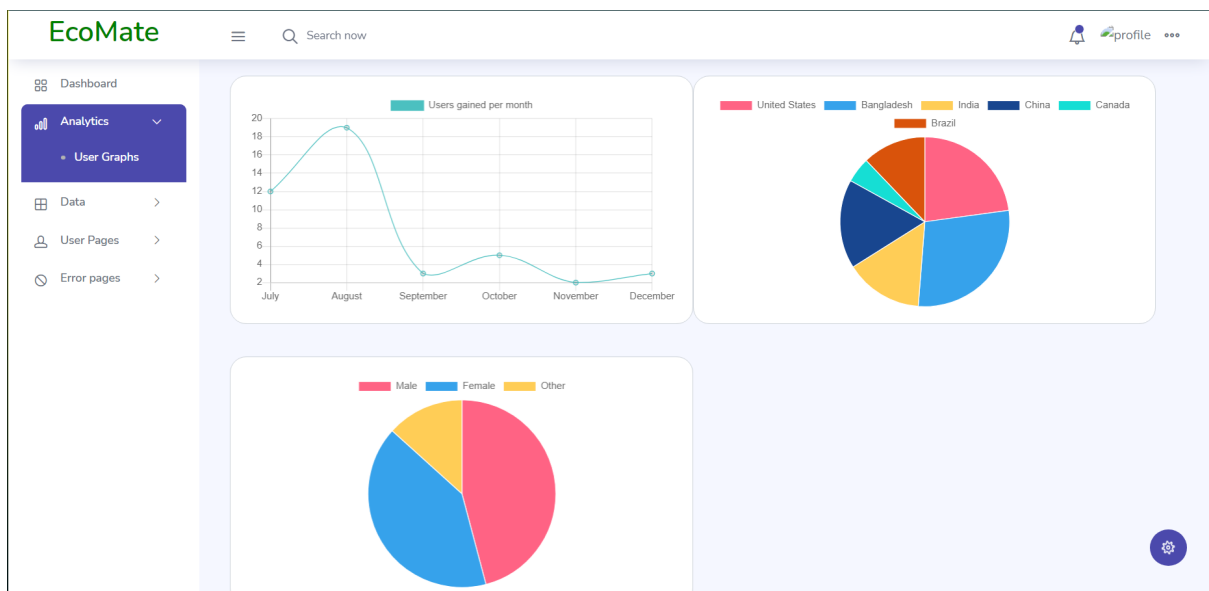 EcoMate
Search now
profile
Dashboard
Analytics
User Graphs
Data
User Pages
Error pages
Users gained per month
20
18
16
14
12
10
8
6
4
2
July August September October November December
United States Bangladesh India China Canada
Brazil
Male Female Other